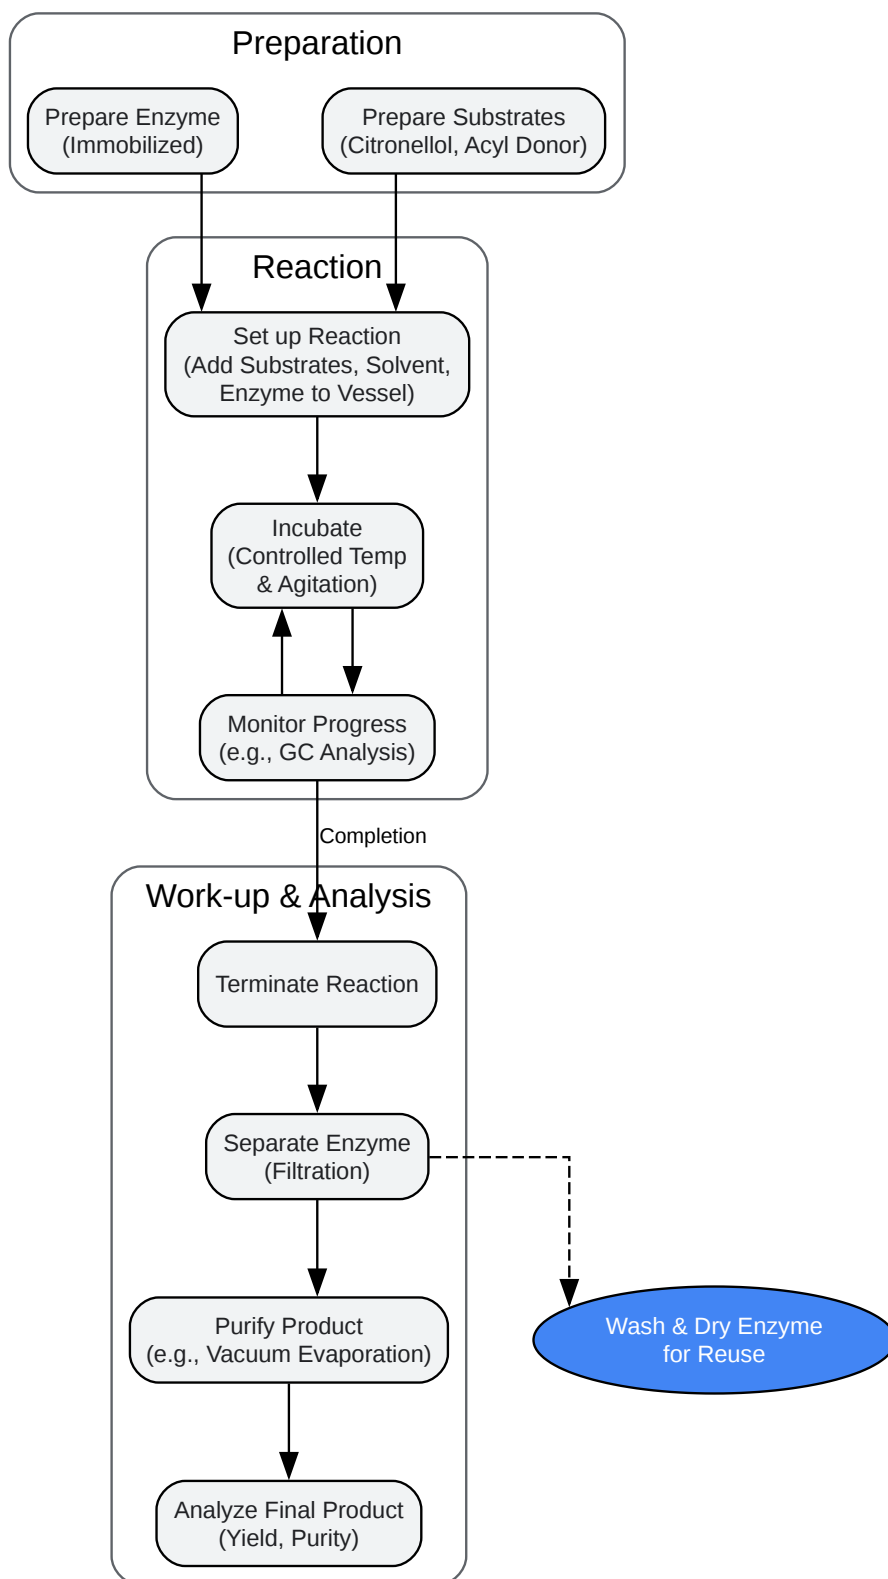 Preparation
Prepare Enzyme
(Immobilized)
Prepare Substrates
(Citronellol, Acyl Donor)
Reaction
Set up Reaction
(Add Substrates, Solvent,
Enzyme to Vessel)
Incubate
(Controlled Temp
& Agitation)
Monitor Progress
(e.g., GC Analysis)
Completion
Work-up & Analysis
Terminate Reaction
Separate Enzyme
(Filtration)
Purify Product
(e.g., Vacuum Evaporation)
Wash & Dry Enzyme
for Reuse
Analyze Final Product
(Yield, Purity)